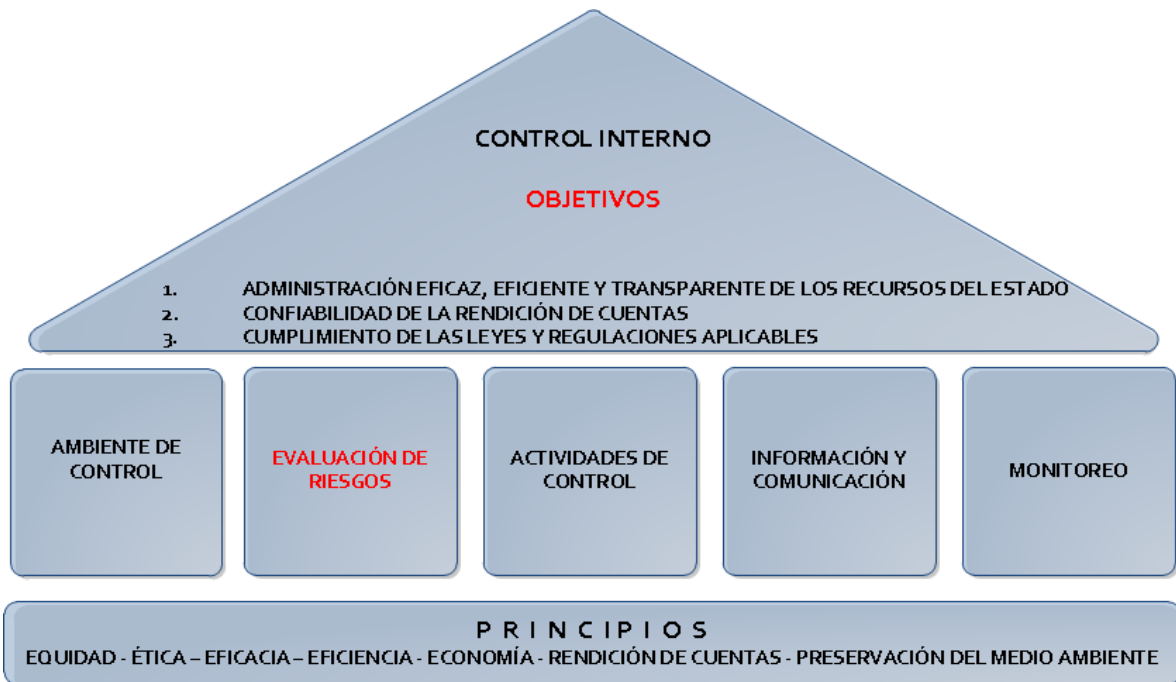 CONTROL INTERNO
OBJETIVOS
1. ADMINISTRACIÓN EFICAZ, EFICIENTE Y TRANSPARENTE DE LOS RECURSOS DEL ESTADO
2. CONFIABILIDAD DE LA RENDICIÓN DE CUENTAS
3. CUMPLIMIENTO DE LAS LEYES Y REGULACIONES APLICABLES
AMBIENTE DE
CONTROL
EVALUACIÓN DE
RIESGOS
ACTIVIDADES DE
CONTROL
INFORMACIÓN Y
COMUNICACIÓN
MONITOREO
PRINCIPIOS
EQUIDAD - ÉTICA – EFICACIA – EFICIENCIA - ECONOMÍA - RENDICIÓN DE CUENTAS - PRESERVACIÓN DEL MEDIO AMBIENTE